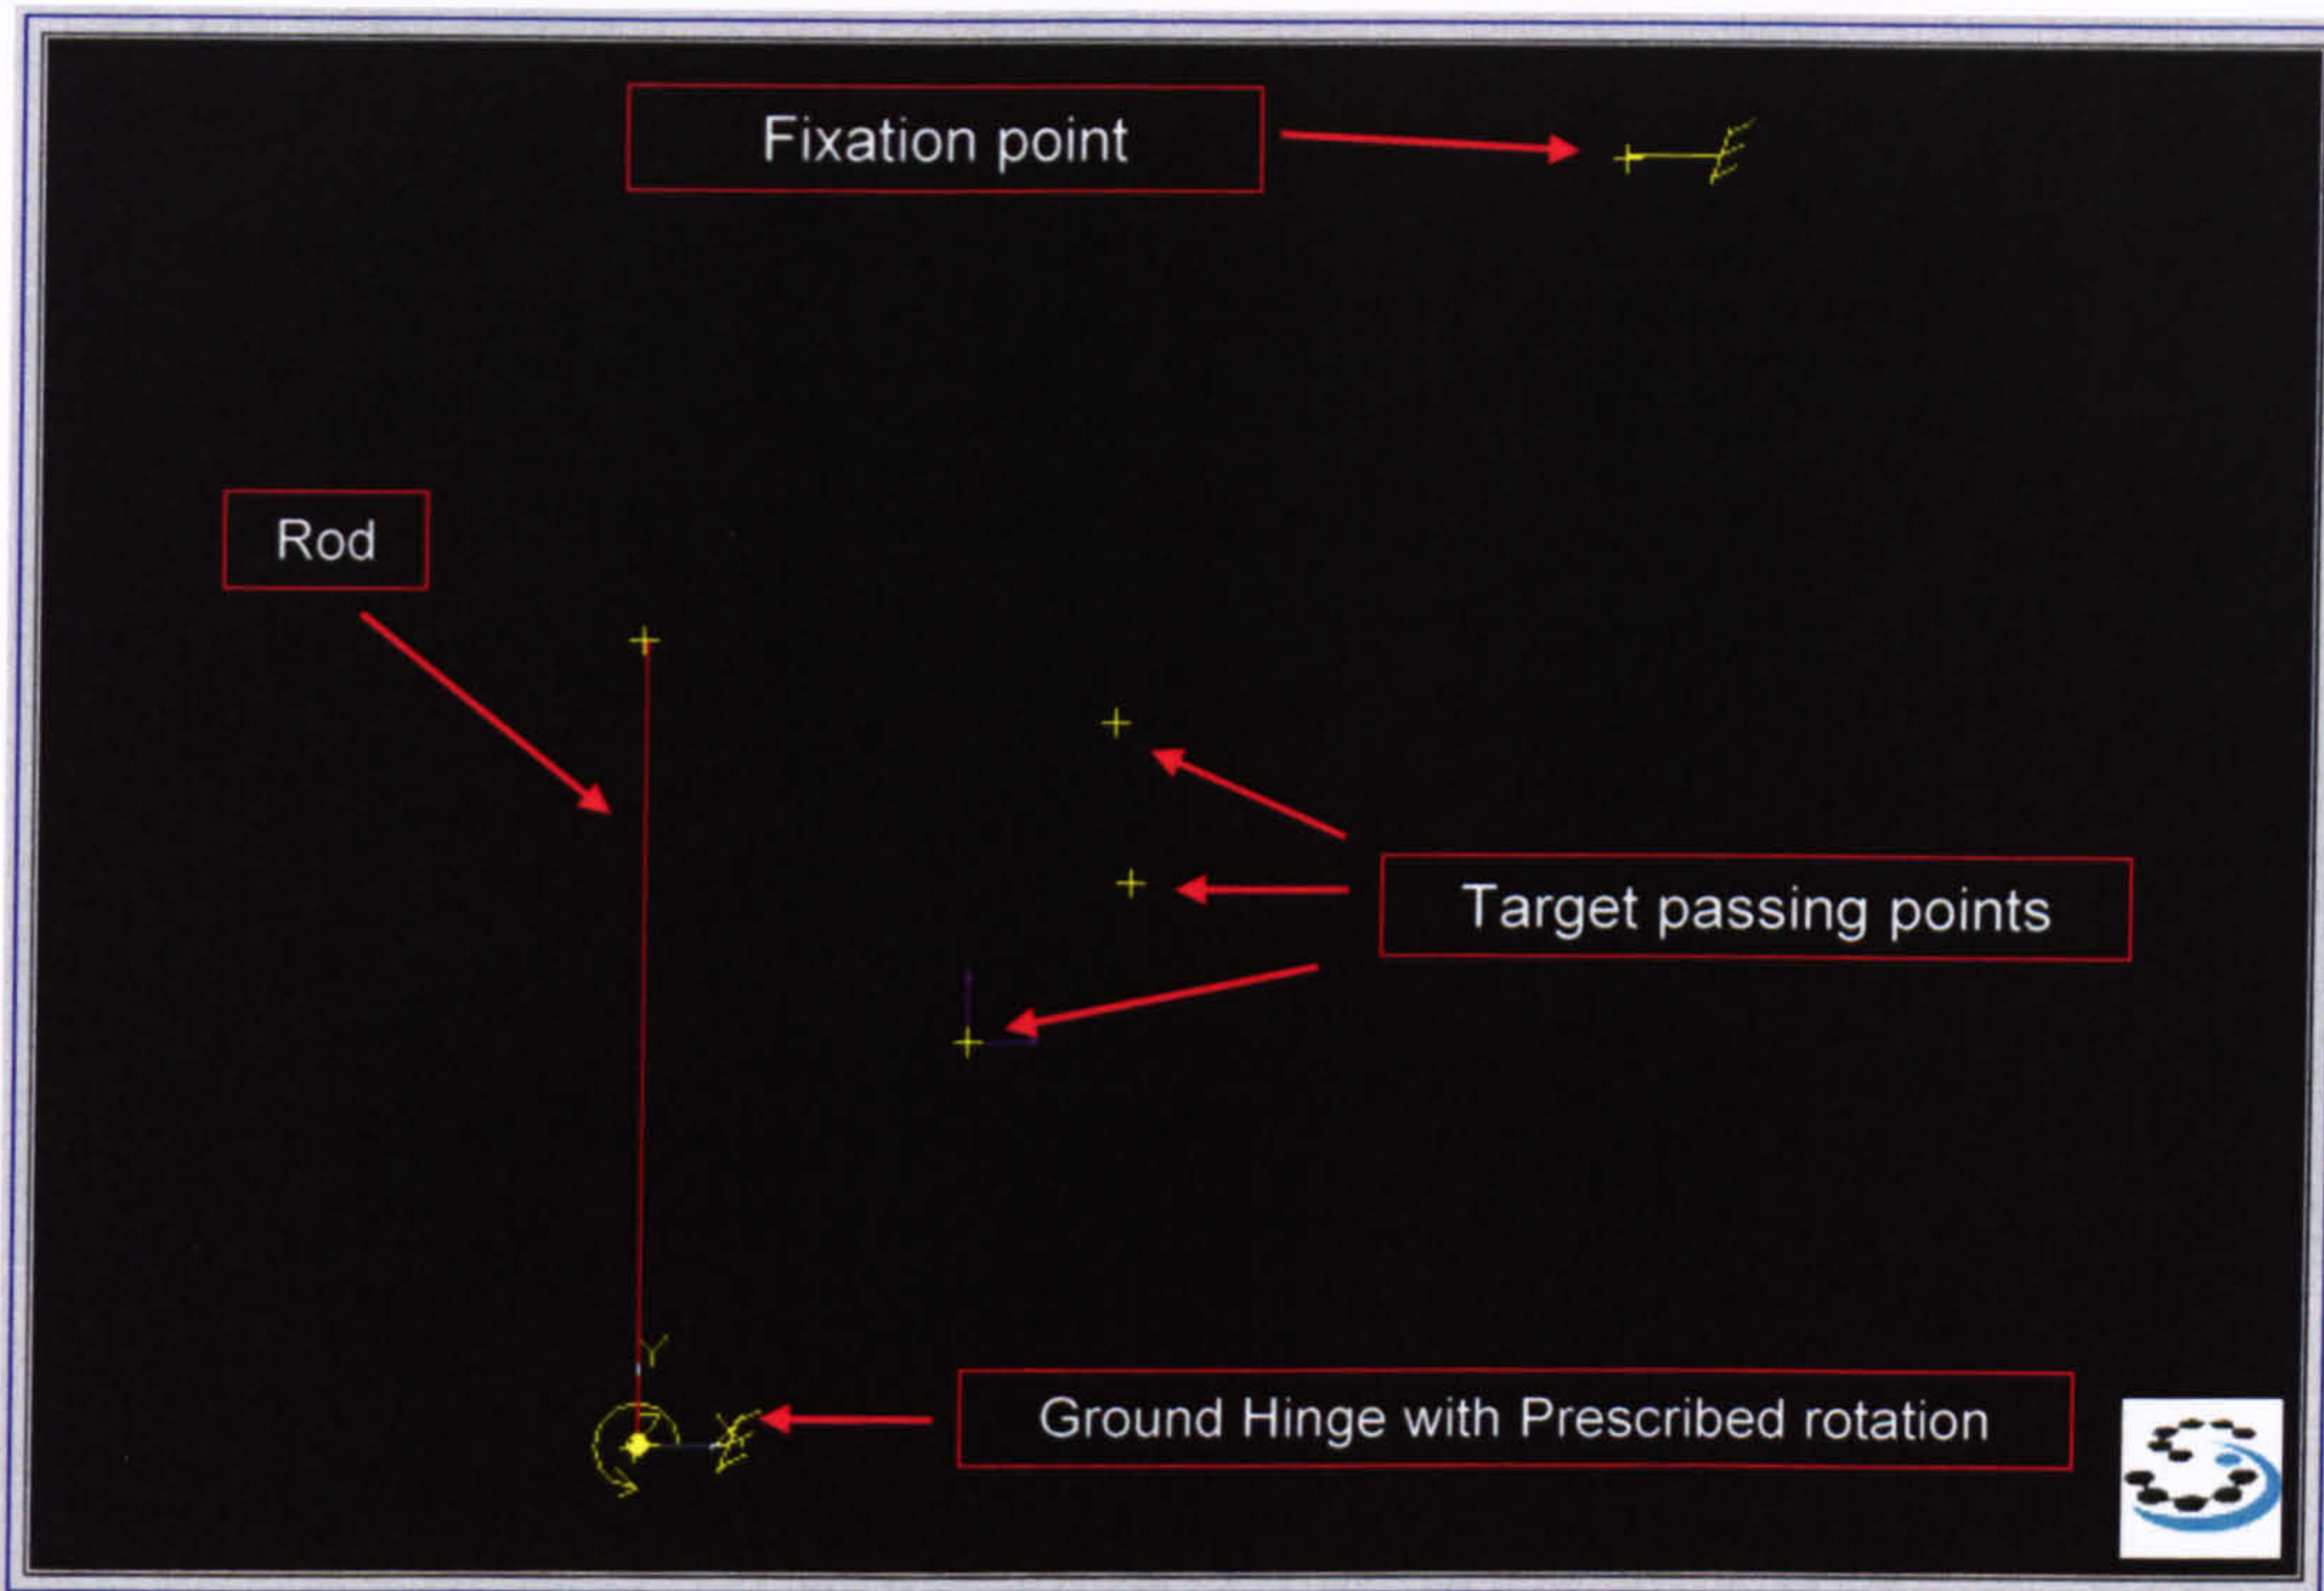 Fixation point
Rod
Target passing points
Y
Z
X
Ground Hinge with Prescribed rotation